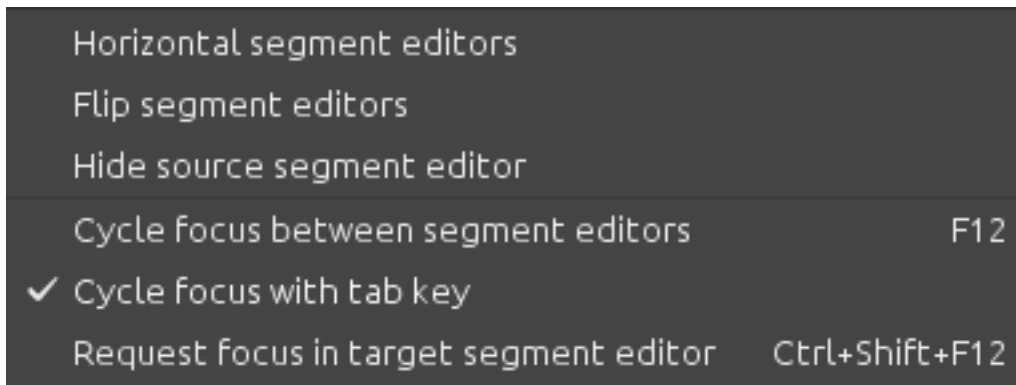 Horizontal segment editors
Flip segment editors
Hide source segment editor
Cycle focus between segment editors F12
Cycle focus with tab key
Request focus in target segment editor Ctrl+Shift+F12